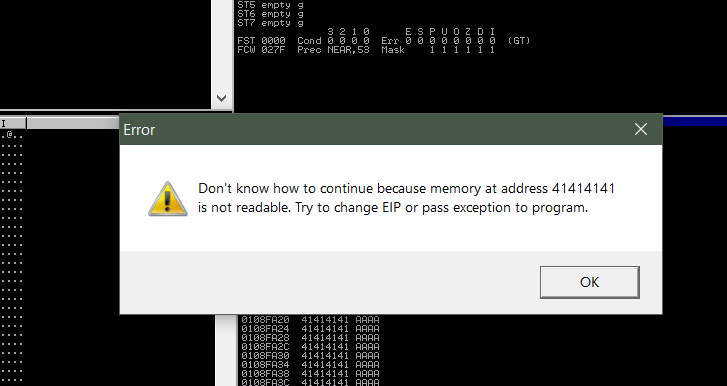 ST5 empty g
ST6 empty g
ST7 empty g
3 2 1 0 E S P U O Z D I
FST 0000 Cond 0 0 0 0 Err 0 0 0 0 0 0 0 0 (GT)
FCW 027F Prec NEAR,53 Mask 1 1 1 1 1 1
I
.@..
Error
Don't know how to continue because memory at address 41414141
is not readable. Try to change EIP or pass exception to program.
OK
0108FA20 41414141 AAAA
0108FA24 41414141 AAAA
0108FA28 41414141 AAAA
0108FA2C 41414141 AAAA
0108FA30 41414141 AAAA
0108FA34 41414141 AAAA
0108FA38 41414141 AAAA
0108FA3C 41414141 AAAA